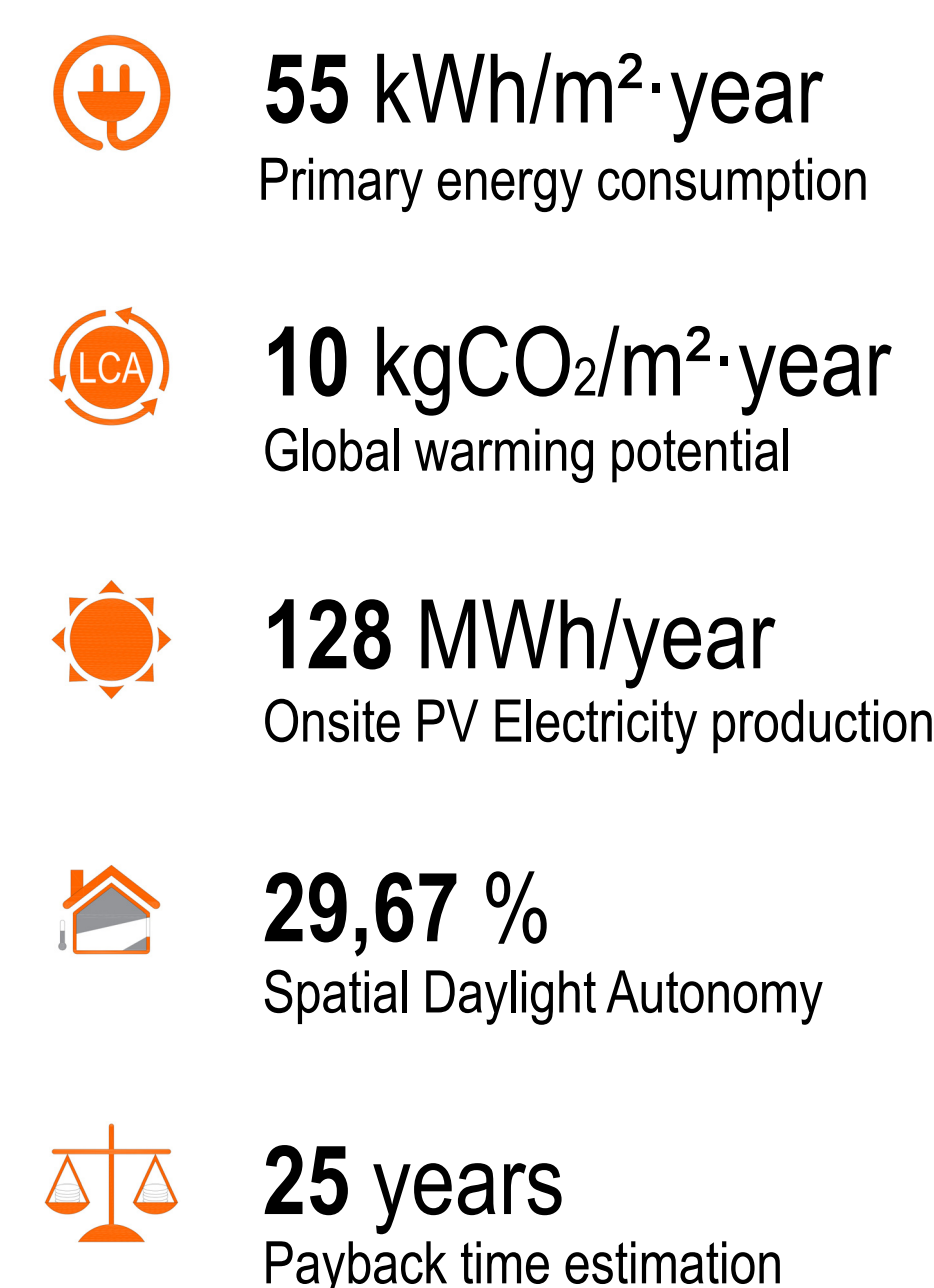 55 kWh/m²·year
Primary energy consumption
LCA
10 kgCO₂/m²·year
Global warming potential
128 MWh/year
Onsite PV Electricity production
29,67 %
Spatial Daylight Autonomy
25 years
Payback time estimation